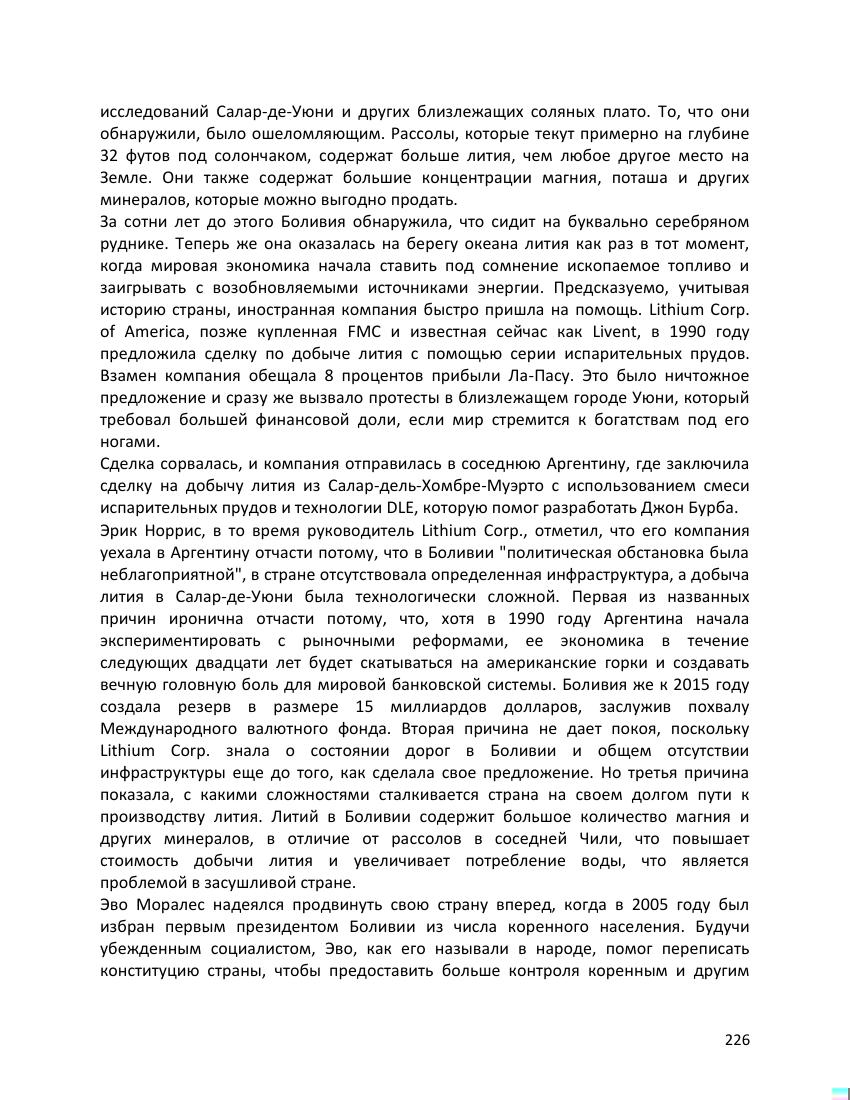 исследований Салар-де-Уюни и других близлежащих соляных плато. То, что они
обнаружили, было ошеломляющим. Рассолы, которые текут примерно на глубине
32 футов под солончаком, содержат больше лития, чем любое другое место на
Земле. Они также содержат большие концентрации магния, поташа и других
минералов, которые можно выгодно продать.
За сотни лет до этого Боливия обнаружила, что сидит на буквально серебряном
руднике. Теперь же она оказалась на берегу океана лития как раз в тот момент,
когда мировая экономика начала ставить под сомнение ископаемое топливо и
заигрывать с возобновляемыми источниками энергии. Предсказуемо, учитывая
историю страны, иностранная компания быстро пришла на помощь. Lithium Corp.
of America, позже купленная FMC и известная сейчас как Livent, в 1990 году
предложила сделку по добыче лития с помощью серии испарительных прудов.
Взамен компания обещала 8 процентов прибыли Ла-Пасу. Это было ничтожное
предложение и сразу же вызвало протесты в близлежащем городе Уюни, который
требовал большей финансовой доли, если мир стремится к богатствам под его
ногами.
Сделка сорвалась, и компания отправилась в соседнюю Аргентину, где заключила
сделку на добычу лития из Салар-дель-Хомбре-Муэрто с использованием смеси
испарительных прудов и технологии DLE, которую помог разработать Джон Бурба.
Эрик Норрис, в то время руководитель Lithium Corp., отметил, что его компания
уехала в Аргентину отчасти потому, что в Боливии "политическая обстановка была
неблагоприятной", в стране отсутствовала определенная инфраструктура, а добыча
лития в Салар-де-Уюни была технологически сложной. Первая из названных
причин иронична отчасти потому, что, хотя в 1990 году Аргентина начала
экспериментировать с рыночными реформами, ее экономика в течение
следующих двадцати лет будет скатываться на американские горки и создавать
вечную головную боль для мировой банковской системы. Боливия же к 2015 году
создала резерв в размере 15 миллиардов долларов, заслужив похвалу
Международного валютного фонда. Вторая причина не дает покоя, поскольку
Lithium Corp. знала о состоянии дорог в Боливии и общем отсутствии
инфраструктуры еще до того, как сделала свое предложение. Но третья причина
показала, с какими сложностями сталкивается страна на своем долгом пути к
производству лития. Литий в Боливии содержит большое количество магния и
других минералов, в отличие от рассолов в соседней Чили, что повышает
стоимость добычи лития и увеличивает потребление воды, что является
проблемой в засушливой стране.
Эво Моралес надеялся продвинуть свою страну вперед, когда в 2005 году был
избран первым президентом Боливии из числа коренного населения. Будучи
убежденным социалистом, Эво, как его называли в народе, помог переписать
конституцию страны, чтобы предоставить больше контроля коренным и другим
226